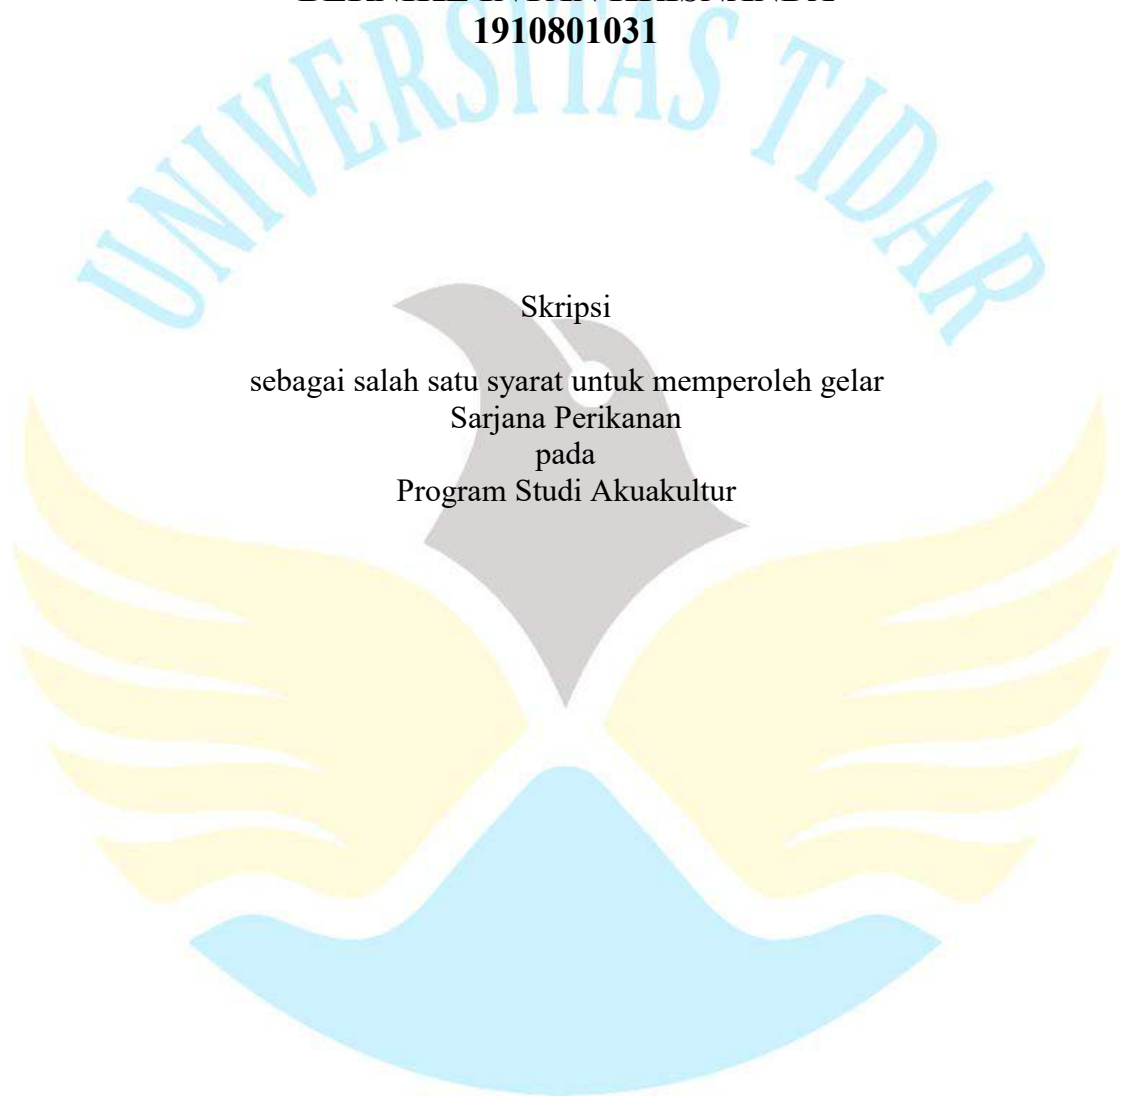 1910801031
UNIVERSITAS TIDAR
Skripsi
sebagai salah satu syarat untuk memperoleh gelar
Sarjana Perikanan
pada
Program Studi Akuakultur